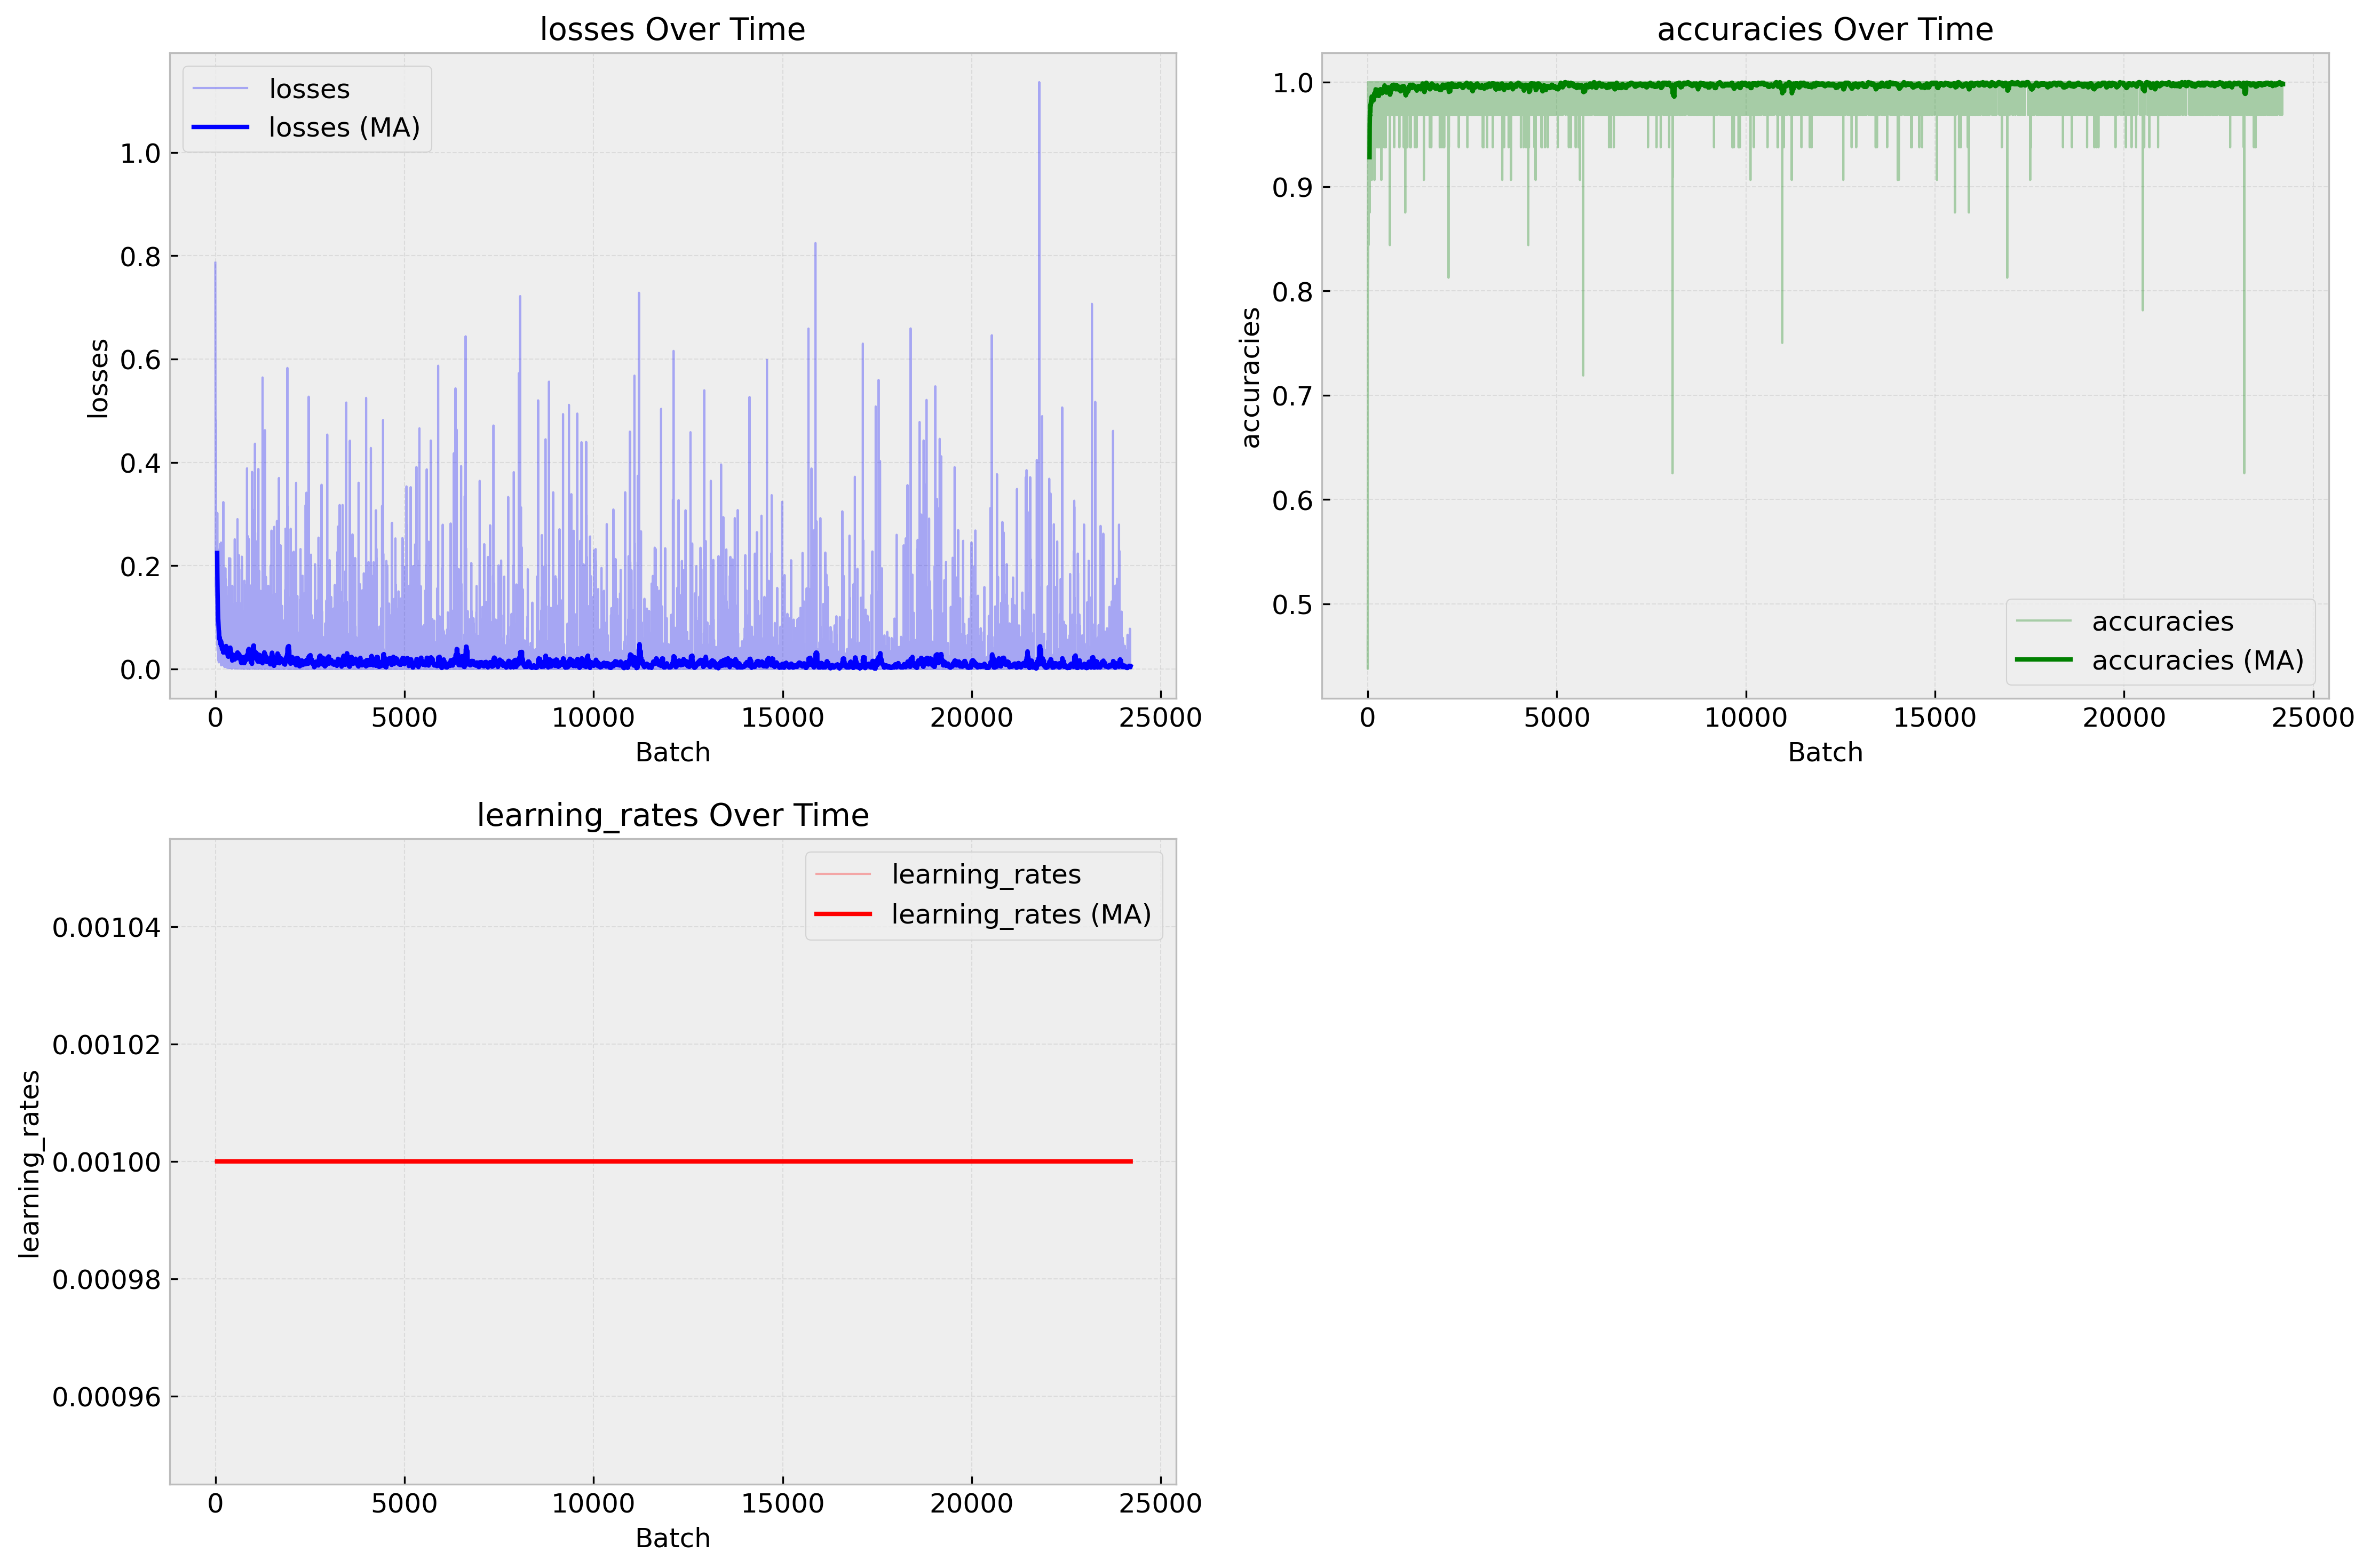 losses Over Time
losses
losses (MA)
1.0
0.8
0.6
0.4
0.2
0.0
losses
0
5000
10000
15000
20000
25000
Batch
accuracies Over Time
1.0
0.9
0.8
0.7
0.6
0.5
accuracies
accuracies
accuracies (MA)
0
5000
10000
15000
20000
25000
Batch
learning_rates Over Time
learning_rates
learning_rates (MA)
0.00104
0.00102
0.00100
0.00098
0.00096
learning_rates
0
5000
10000
15000
20000
25000
Batch